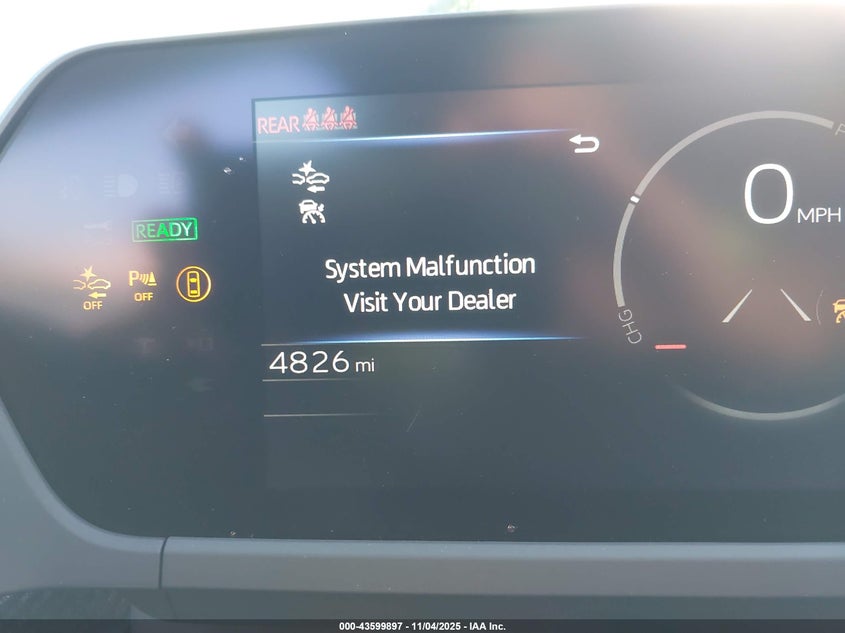 REAR
0 MPH
READY
OFF
P OFF
System Malfunction
Visit Your Dealer
CHG
4826 mi
000-43599897 - 11/04/2025 - IAA Inc.